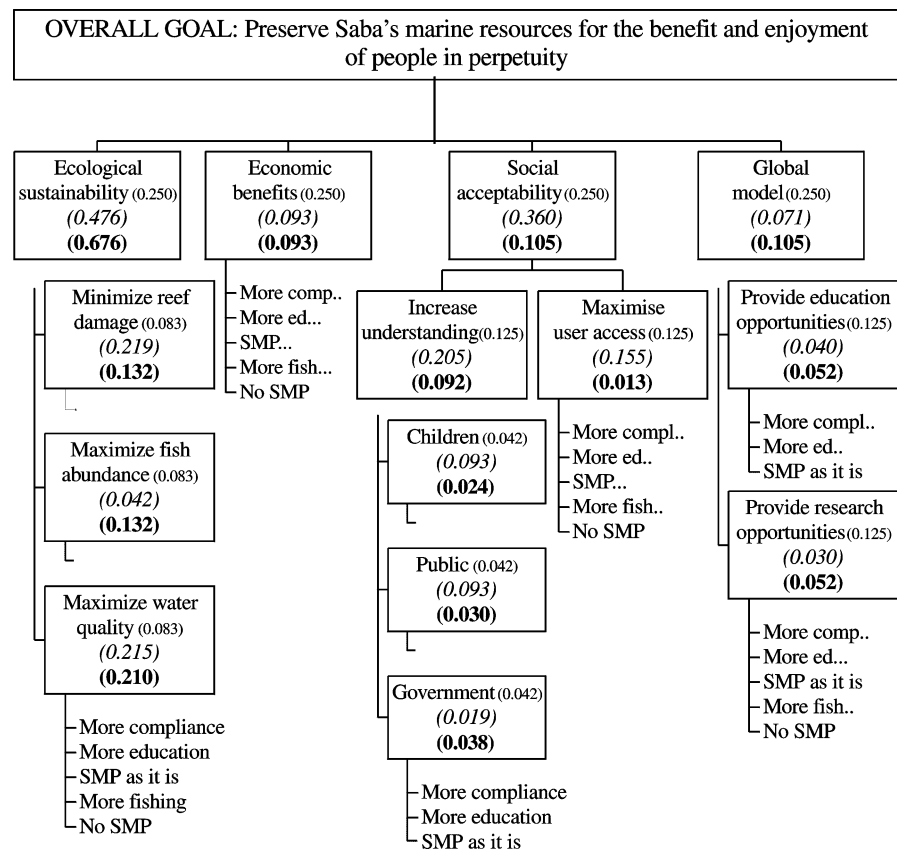 OVERALL GOAL: Preserve Saba's marine resources for the benefit and enjoyment
of people in perpetuity
Ecological
sustainability (0.250)
(0.476)
(0.676)
Economic
benefits (0.250)
(0.093)
(0.093)
Social
acceptability (0.250)
(0.360)
(0.105)
Global
model (0.250)
(0.071)
(0.105)
Minimize reef
damage (0.083)
(0.219)
(0.132)
Maximize fish
abundance (0.083)
(0.042)
(0.132)
Maximize water
quality (0.083)
(0.215)
(0.210)
More compliance
More education
SMP as it is
More fishing
No SMP
More comp..
More ed...
SMP...
More fish...
No SMP
Increase
understanding (0.125)
(0.205)
(0.092)
Children (0.042)
(0.093)
(0.024)
Public (0.042)
(0.093)
(0.030)
Government (0.042)
(0.019)
(0.038)
More compliance
More education
SMP as it is
Maximise
user access (0.125)
(0.155)
(0.013)
More compl..
More ed..
SMP...
More fish..
No SMP
Provide education
opportunities (0.125)
(0.040)
(0.052)
More compl..
More ed..
SMP as it is
Provide research
opportunities (0.125)
(0.030)
(0.052)
More comp..
More ed...
SMP as it is
More fish..
No SMP